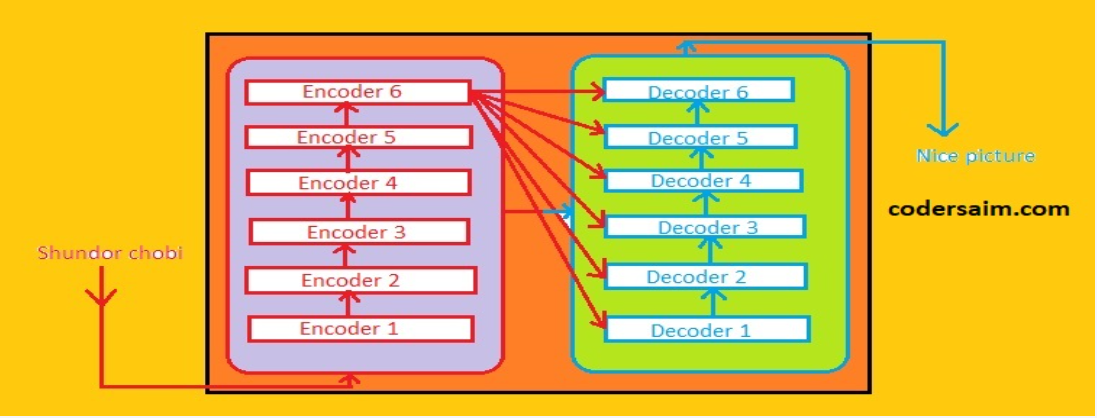 Shundor chobi
Encoder 6
Encoder 5
Encoder 4
Encoder 3
Encoder 2
Encoder 1
Decoder 6
Decoder 5
Decoder 4
Decoder 3
Decoder 2
Decoder 1
Nice picture
codersaim.com